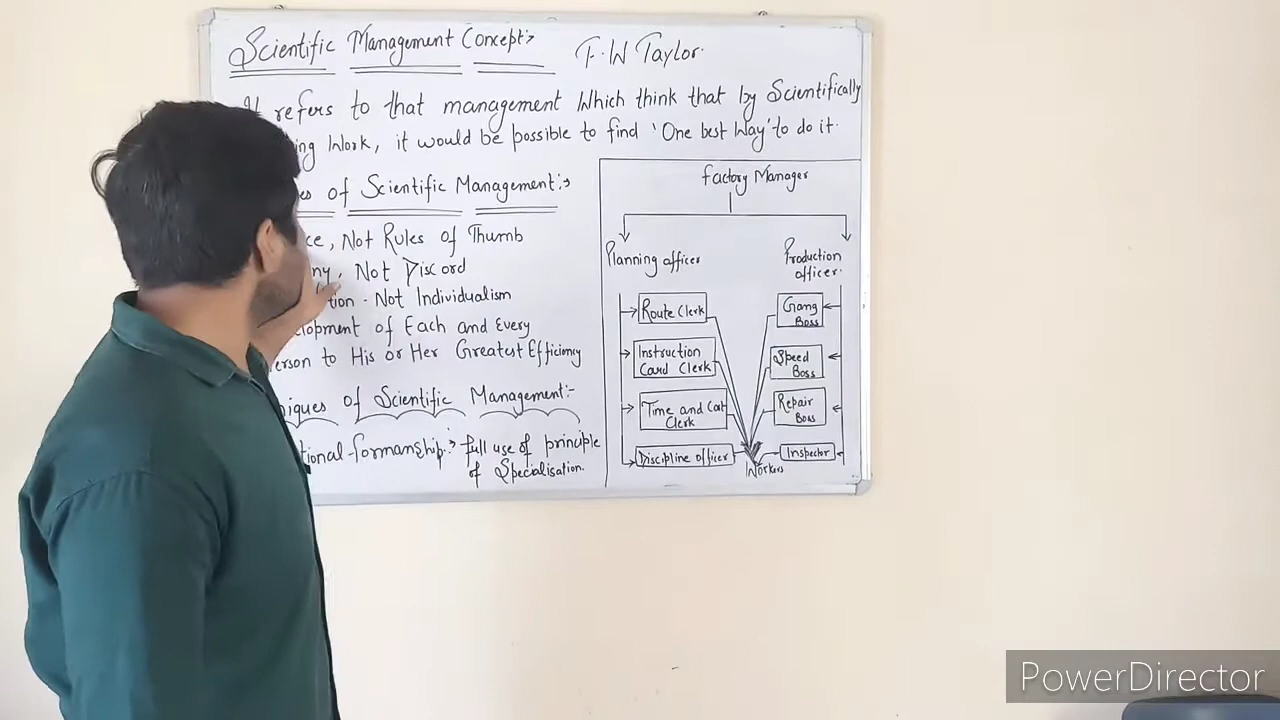 Scientific Management Concept:-
F.W Taylor.
It refers to that management Which think that by Scientifically
Work, it would be possible to find 'One best Way' to do it.
of Scientific Management:-
, Not Rules of Thumb
, Not Discord
- Not Individualism
of Each and Every
Person to His or Her Greatest Efficiency
of Scientific Management:-
formanship:- full use of principle
of Specialisation.
Factory Manager
Planning officer
Production
officer.
Route Clerk
Instruction
Card Clerk
Time and Cost
Clerk
Discipline officer
Gang
Boss
Speed
Boss
Repair
Boss
Inspector
Workers
PowerDirector